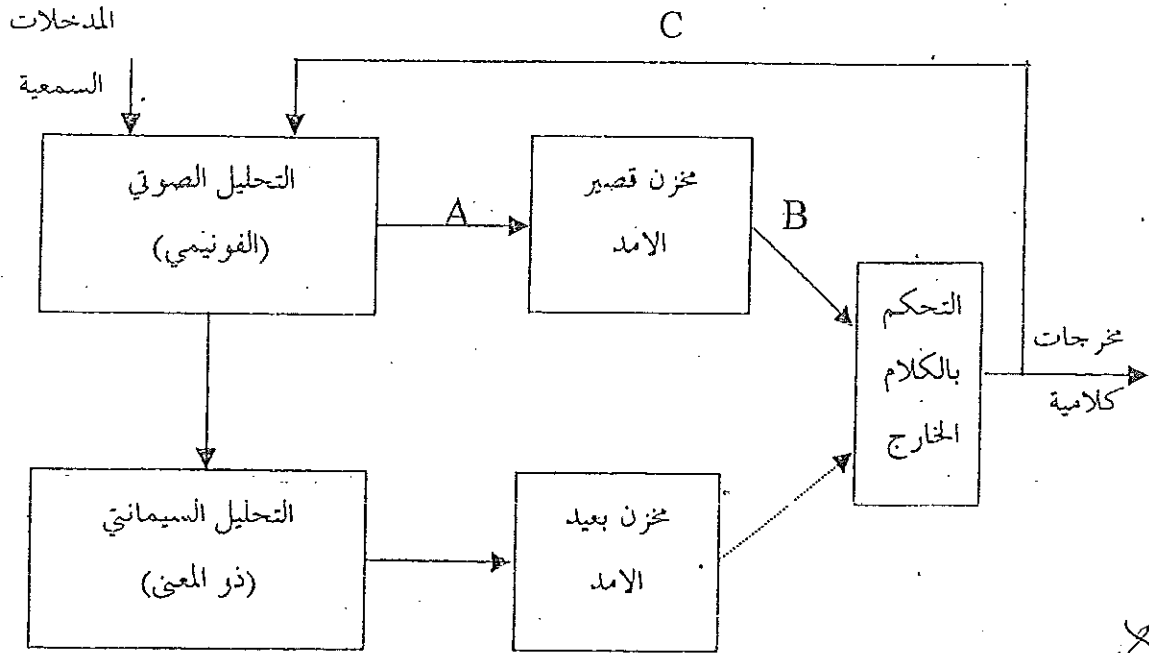 المدخلات
السمعية
C
التحليل الصوتي
(الفونيمي)
A
مخزن قصير
الامد
B
التحكم
بالكلام
الخارج
مخرجات
كلامية
التحليل السيمانتي
(ذو المعنى)
مخزن بعيد
الامد